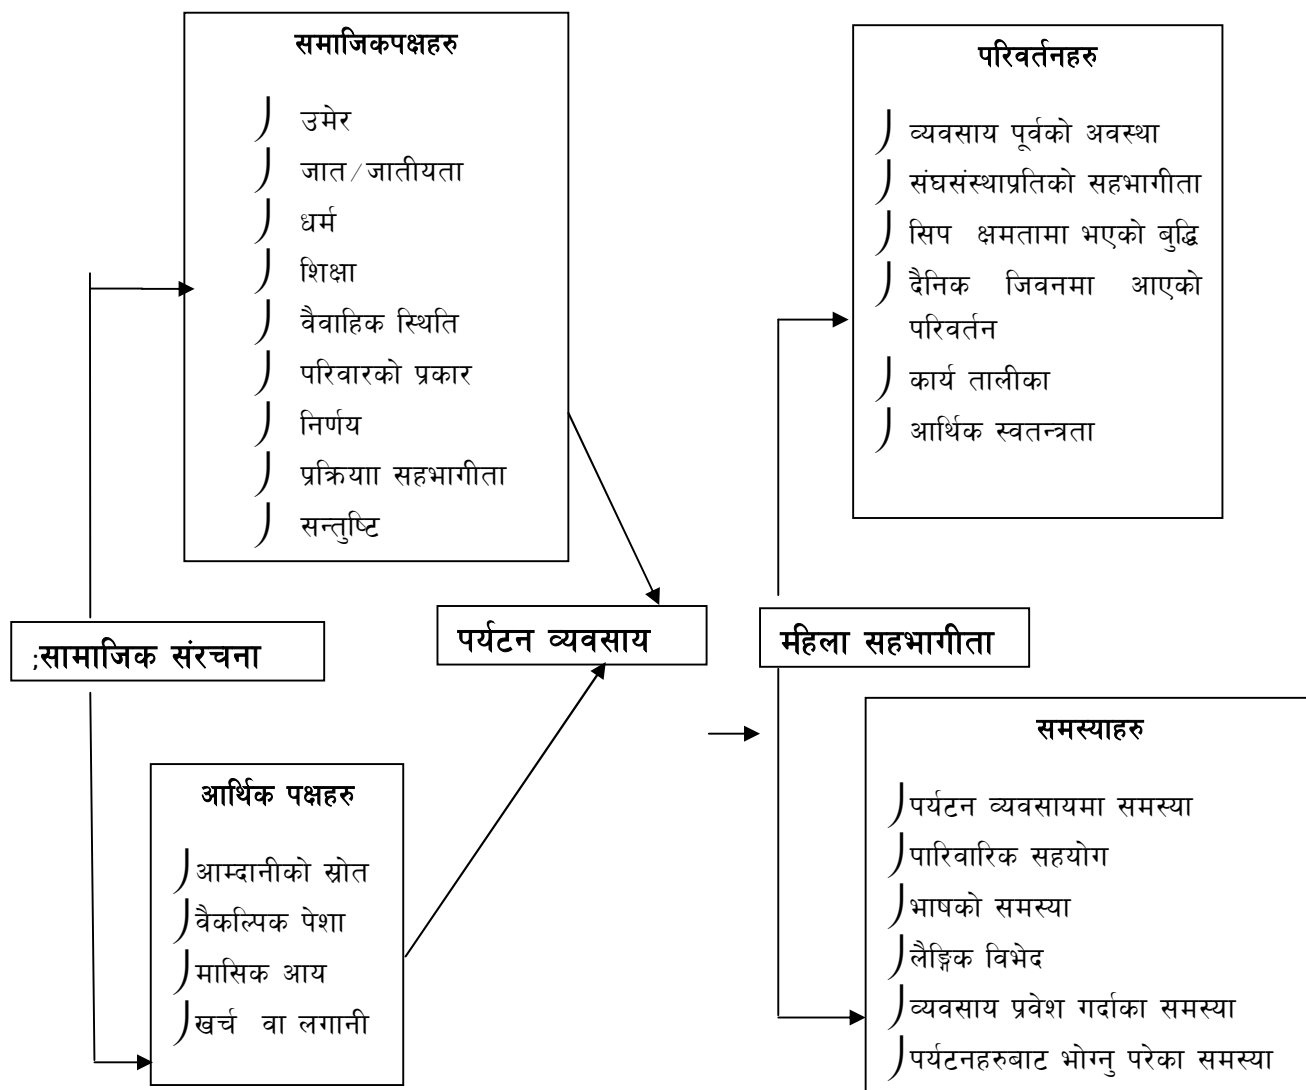 समाजिकपक्षहरु
उमेर
जात/जातीयता
धर्म
शिक्षा
वैवाहिक स्थिति
परिवारको प्रकार
निर्णय
प्रक्रियाा सहभागीता
सन्तुष्टि
परिवर्तनहरु
व्यवसाय पूर्वको अवस्था
संघसंस्थाप्रतिको सहभागीता
सिप क्षमतामा भएको बुद्धि
दैनिक जिवनमा आएको
परिवर्तन
कार्य तालीका
आर्थिक स्वतन्त्रता
;सामाजिक संरचना
पर्यटन व्यवसाय
महिला सहभागीता
आर्थिक पक्षहरु
आम्दानीको स्रोत
वैकल्पिक पेशा
मासिक आय
खर्च वा लगानी
समस्याहरु
पर्यटन व्यवसायमा समस्या
पारिवारिक सहयोग
भाषको समस्या
लैङ्गिक विभेद
व्यवसाय प्रवेश गर्दाका समस्या
पर्यटनहरुबाट भोग्नु परेका समस्या